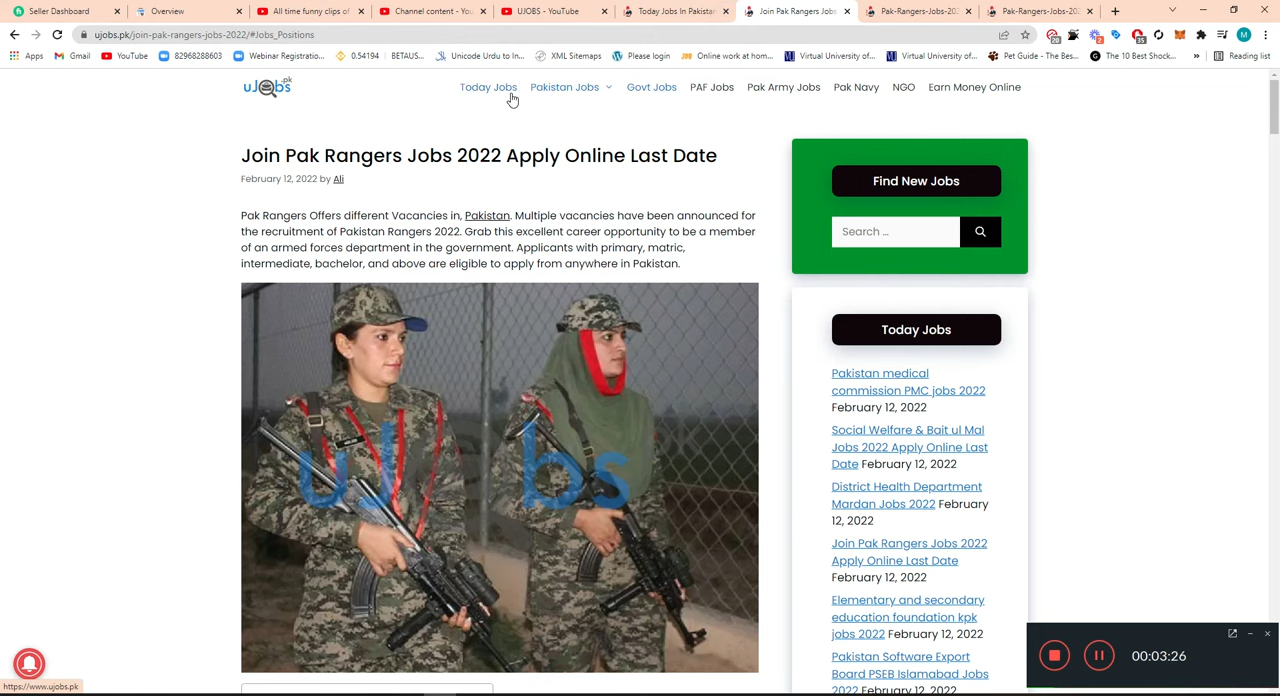 Seller Dashboard
Overview
All time funny clips of
Channel content - You
UJOBS - YouTube
Today Jobs In Pakistan
Join Pak Rangers Jobs
Pak-Rangers-Jobs-202
Pak-Rangers-Jobs-202
ujobs.pk/join-pak-rangers-jobs-2022/#Jobs_Positions
Apps
Gmail
YouTube
82968288603
Webinar Registratio...
0.54194 | BETAUS...
Unicode Urdu to In...
XML Sitemaps
Please login
Online work at hom...
Virtual University of...
Virtual University of...
Pet Guide - The Bes...
The 10 Best Shock...
»
Reading list
uJobs.pk
Today Jobs
Pakistan Jobs
Govt Jobs
PAF Jobs
Pak Army Jobs
Pak Navy
NGO
Earn Money Online
Join Pak Rangers Jobs 2022 Apply Online Last Date
February 12, 2022 by Ali
Pak Rangers Offers different Vacancies in, Pakistan. Multiple vacancies have been announced for
the recruitment of Pakistan Rangers 2022. Grab this excellent career opportunity to be a member
of an armed forces department in the government. Applicants with primary, matric,
intermediate, bachelor, and above are eligible to apply from anywhere in Pakistan.
uJ bs
Find New Jobs
Search ...
Today Jobs
Pakistan medical
commission PMC jobs 2022
February 12, 2022
Social Welfare & Bait ul Mal
Jobs 2022 Apply Online Last
Date February 12, 2022
District Health Department
Mardan Jobs 2022 February
12, 2022
Join Pak Rangers Jobs 2022
Apply Online Last Date
February 12, 2022
Elementary and secondary
education foundation kpk
jobs 2022 February 12, 2022
Pakistan Software Export
Board PSEB Islamabad Jobs
2022 February 12, 2022
00:03:26
https://www.ujobs.pk